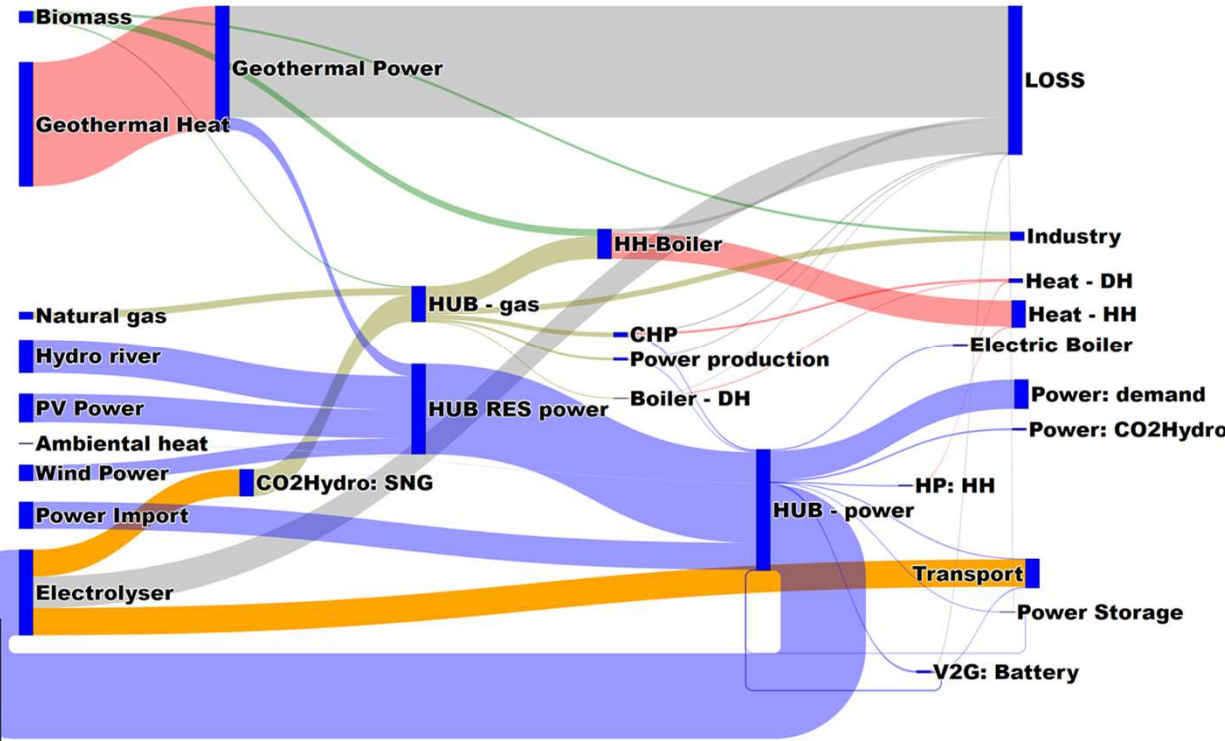 Biomass
Geothermal Power
LOSS
Geothermal Heat
Industry
HH-Boiler
Heat - DH
HUB - gas
Natural gas
Heat - HH
CHP
Electric Boiler
Hydro river
Power production
Power: demand
Boiler - DH
PV Power
HUB RES power
Power: CO2Hydro
Ambiental heat
Wind Power
CO2Hydro: SNG
HP: HH
HUB - power
Power Import
Transport
Electrolyser
Power Storage
V2G: Battery